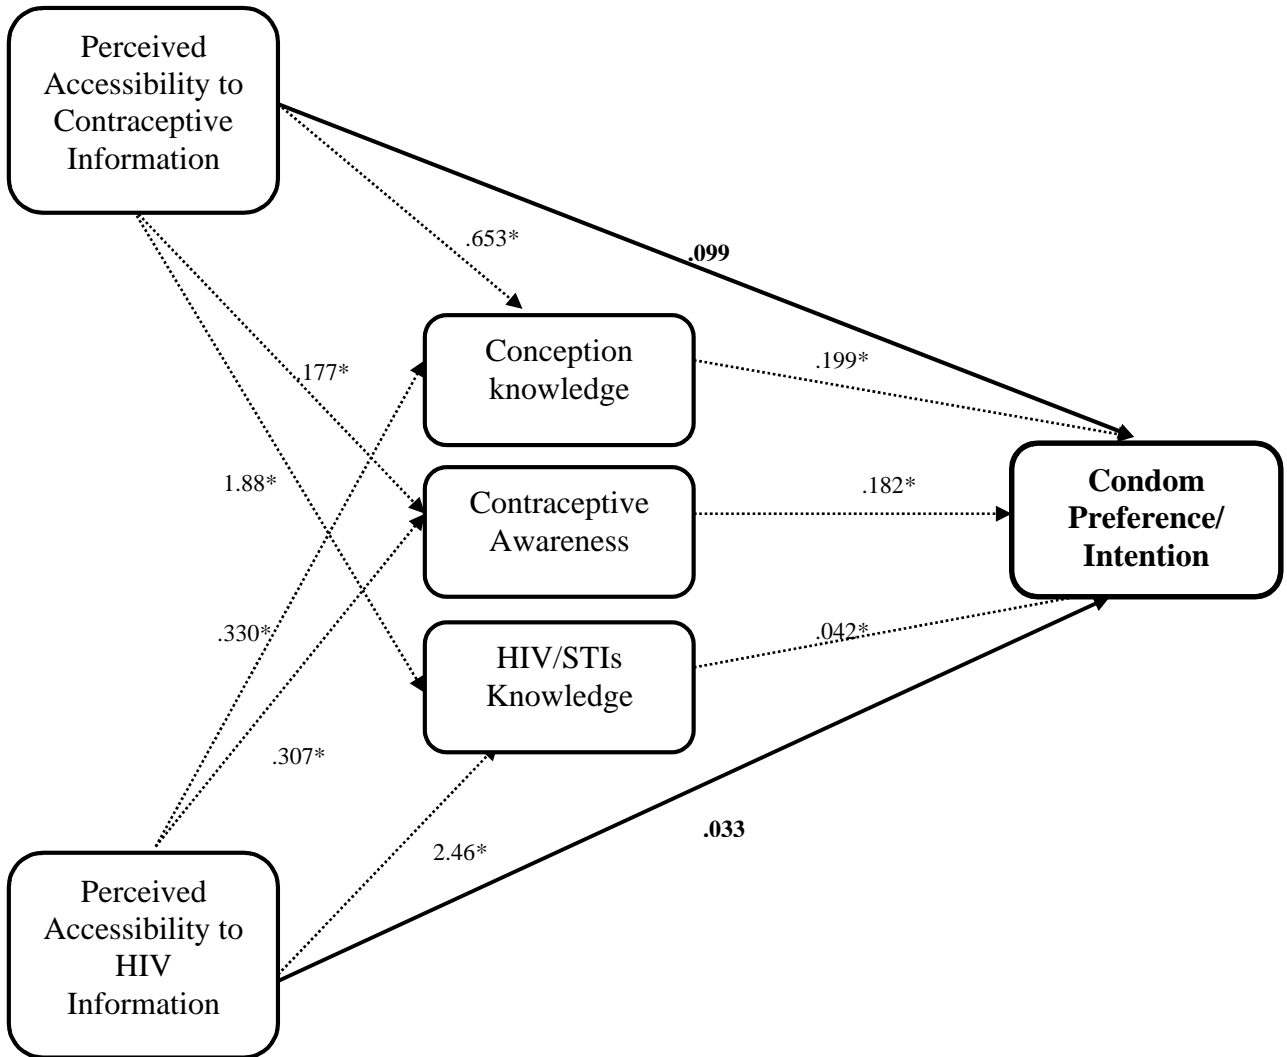 Perceived
Accessibility to
Contraceptive
Information
.653*
.099
Conception
knowledge
.199*
.177*
1.88*
Contraceptive
Awareness
.182*
Condom
Preference/
Intention
.330*
HIV/STIs
Knowledge
.042*
.307*
.033
2.46*
Perceived
Accessibility to
HIV
Information